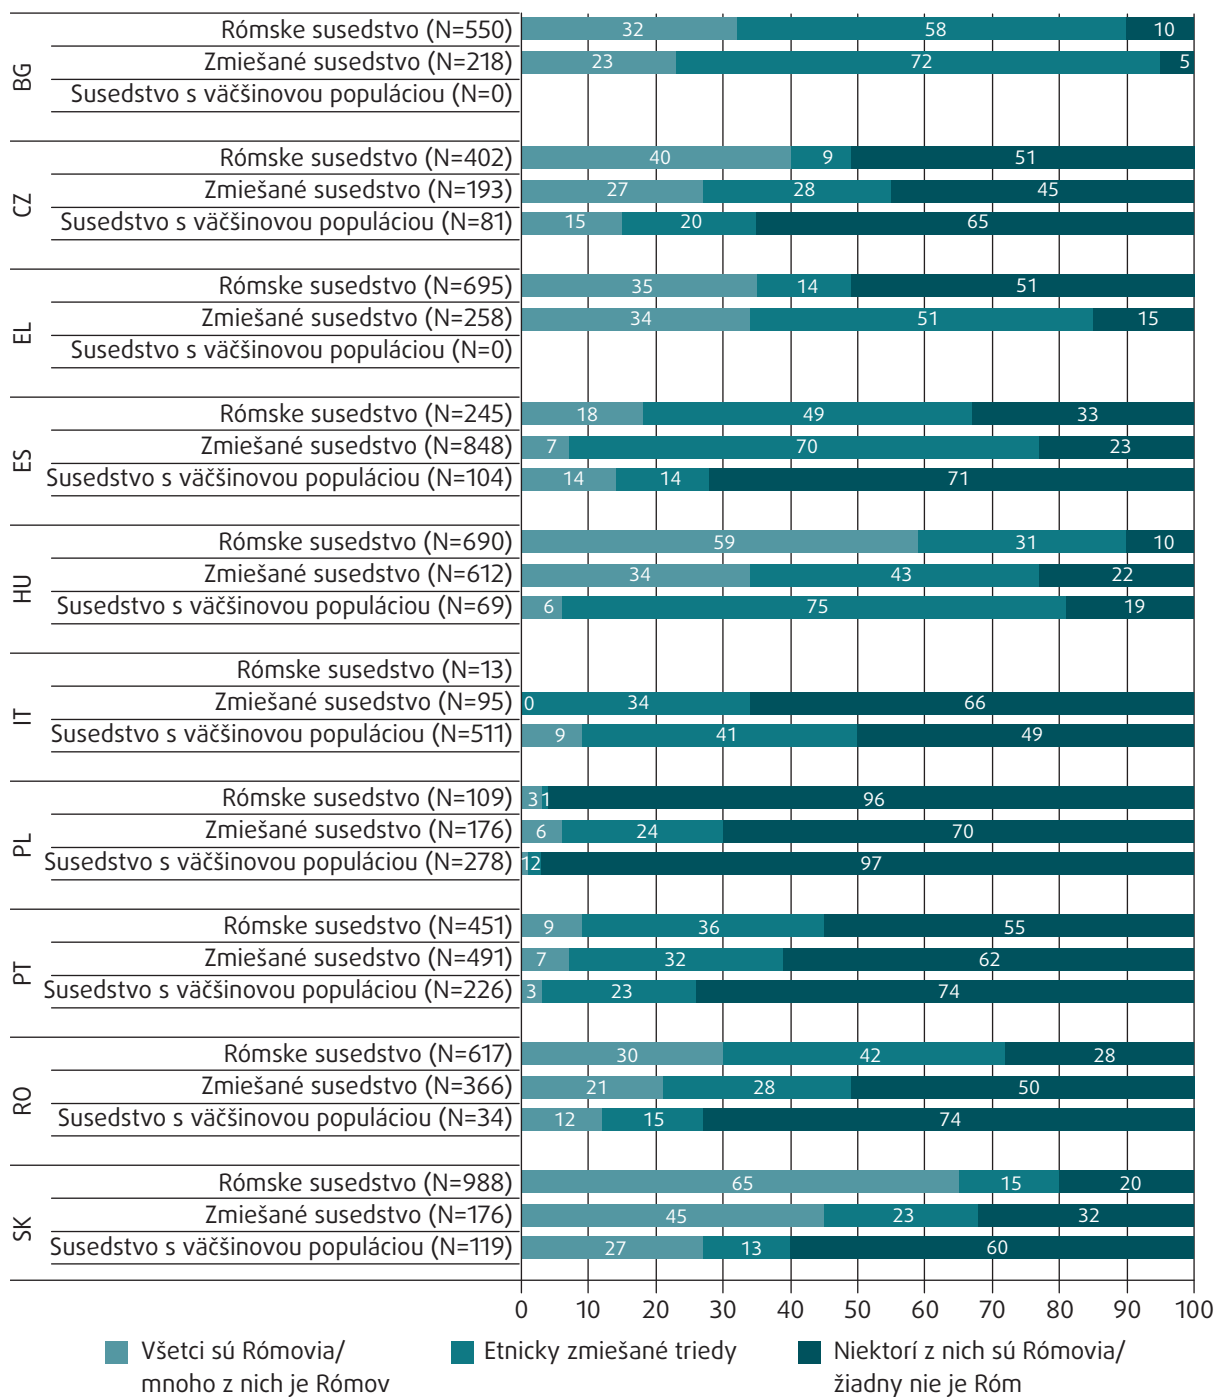 BG
Rómske susedstvo (N=550) 32 58 10
Zmiešané susedstvo (N=218) 23 72 5
Susedstvo s väčšinovou populáciou (N=0)
CZ
Rómske susedstvo (N=402) 40 9 51
Zmiešané susedstvo (N=193) 27 28 45
Susedstvo s väčšinovou populáciou (N=81) 15 20 65
EL
Rómske susedstvo (N=695) 35 14 51
Zmiešané susedstvo (N=258) 34 51 15
Susedstvo s väčšinovou populáciou (N=0)
ES
Rómske susedstvo (N=245) 18 49 33
Zmiešané susedstvo (N=848) 7 70 23
Susedstvo s väčšinovou populáciou (N=104) 14 14 71
HU
Rómske susedstvo (N=690) 59 31 10
Zmiešané susedstvo (N=612) 34 43 22
Susedstvo s väčšinovou populáciou (N=69) 6 75 19
IT
Rómske susedstvo (N=13)
Zmiešané susedstvo (N=95) 0 34 66
Susedstvo s väčšinovou populáciou (N=511) 9 41 49
PL
Rómske susedstvo (N=109) 3 1 96
Zmiešané susedstvo (N=176) 6 24 70
Susedstvo s väčšinovou populáciou (N=278) 1 2 97
PT
Rómske susedstvo (N=451) 9 36 55
Zmiešané susedstvo (N=491) 7 32 62
Susedstvo s väčšinovou populáciou (N=226) 3 23 74
RO
Rómske susedstvo (N=617) 30 42 28
Zmiešané susedstvo (N=366) 21 28 50
Susedstvo s väčšinovou populáciou (N=34) 12 15 74
SK
Rómske susedstvo (N=988) 65 15 20
Zmiešané susedstvo (N=176) 45 23 32
Susedstvo s väčšinovou populáciou (N=119) 27 13 60
0 10 20 30 40 50 60 70 80 90 100
Všetci sú Rómovia/
mnoho z nich je Rómov
Etnicky zmiešané triedy
Niektorí z nich sú Rómovia/
žiadny nie je Róm